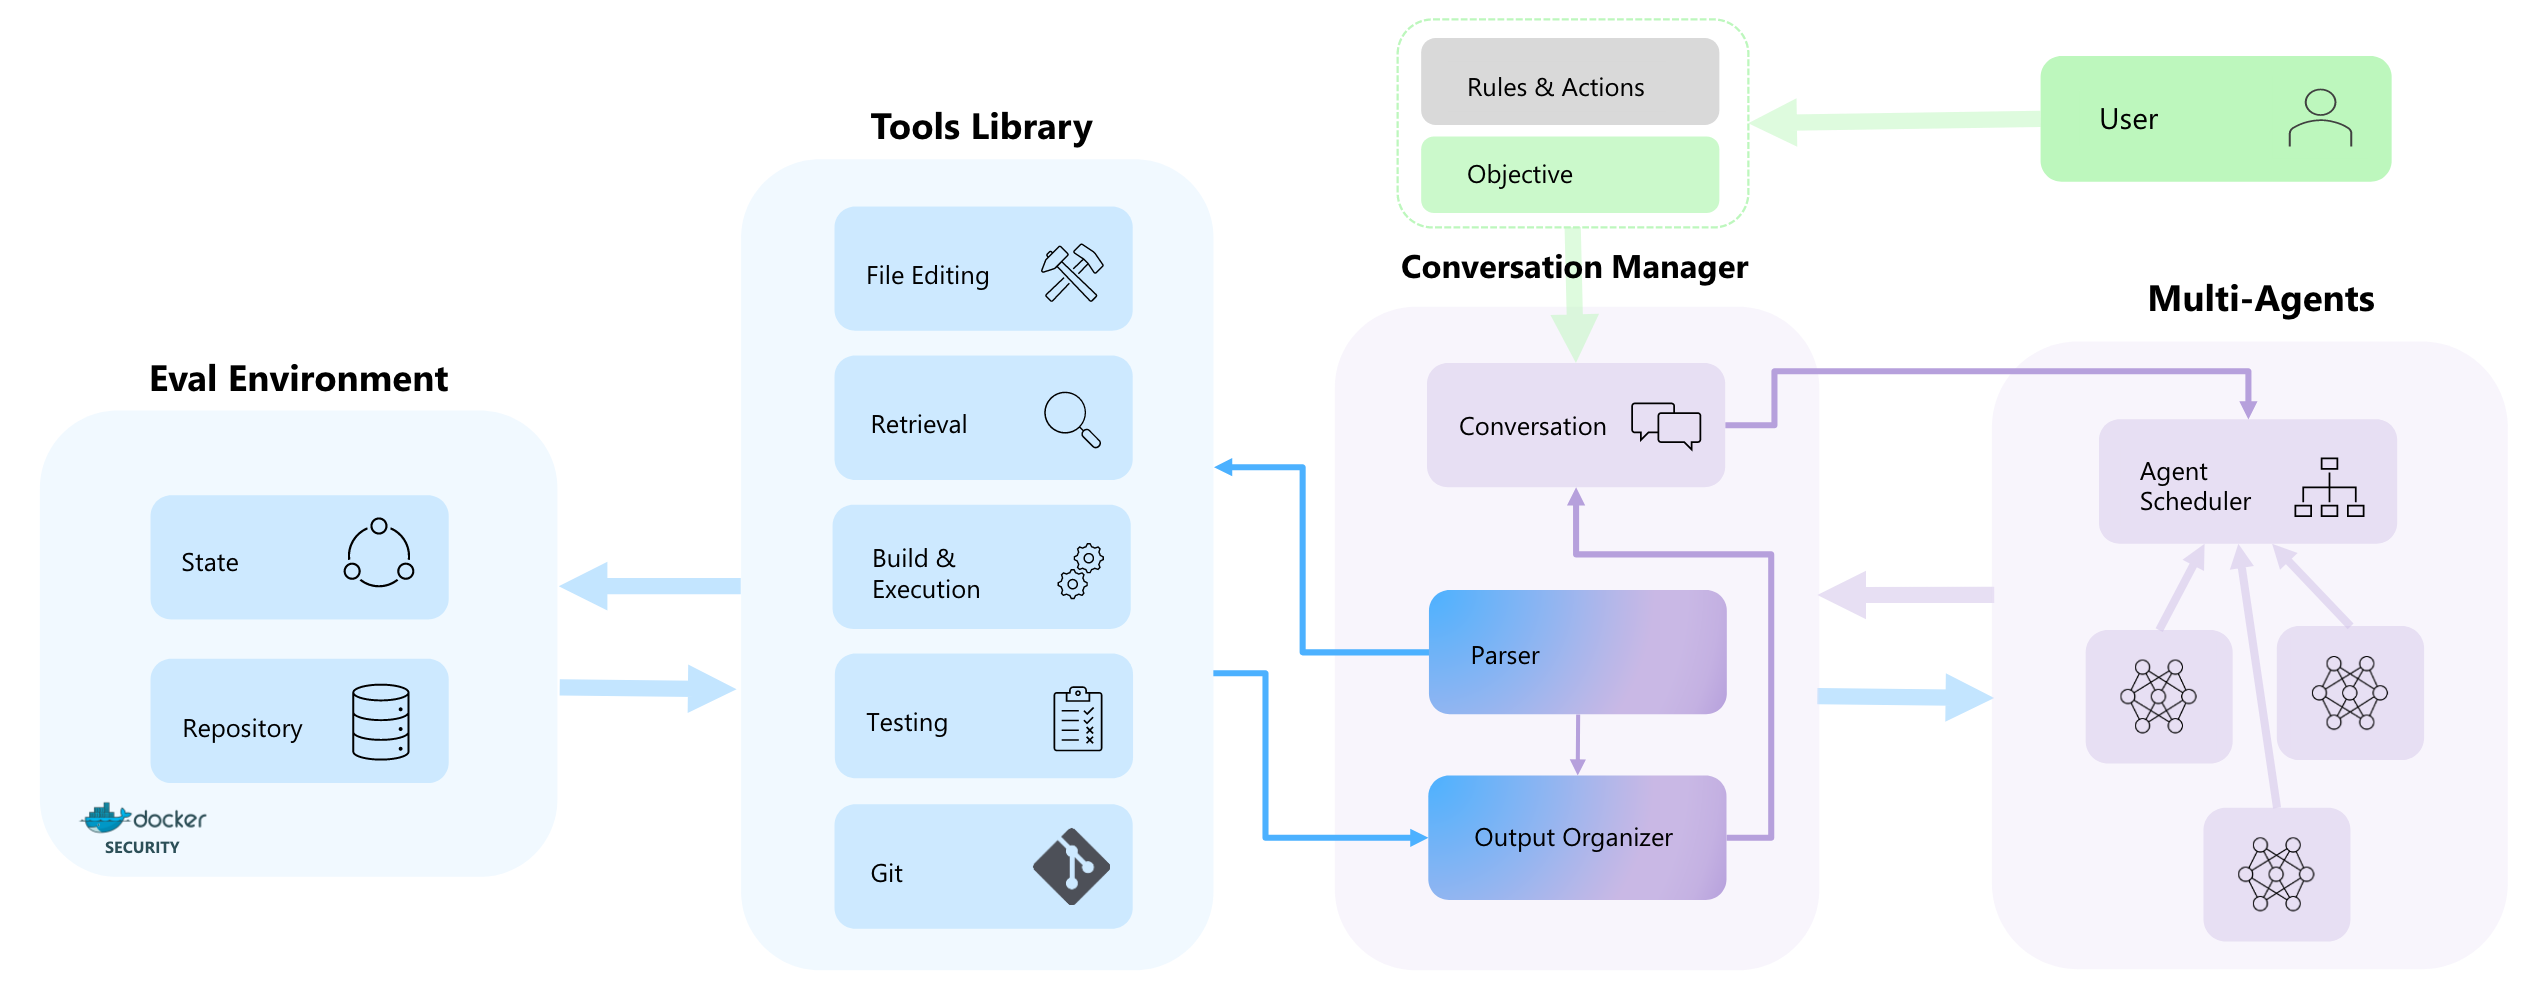 Eval Environment
State
Repository
docker
SECURITY
Tools Library
File Editing
Retrieval
Build &
Execution
Testing
Git
Rules & Actions
Objective
Conversation Manager
Conversation
Parser
Output Organizer
User
Multi-Agents
Agent
Scheduler